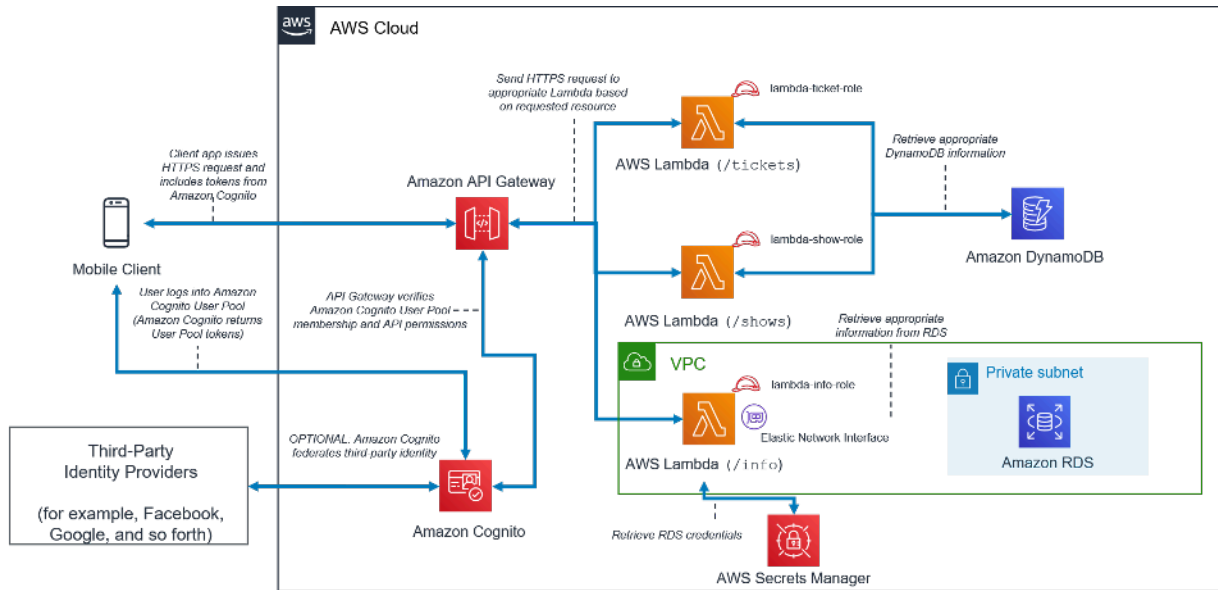 aws
AWS Cloud
Send HTTPS request to
appropriate Lambda based
on requested resource
lambda-ticket-role
AWS Lambda (/tickets)
Retrieve appropriate
DynamoDB information
Client app issues
HTTPS request and
includes tokens from
Amazon Cognito
Amazon API Gateway
Mobile Client
lambda-show-role
Amazon DynamoDB
User logs into Amazon
Cognito User Pool
(Amazon Cognito returns
User Pool tokens)
API Gateway verifies
Amazon Cognito User Pool
membership and API permissions
AWS Lambda (/shows)
Retrieve appropriate
information from RDS
VPC
lambda-info-role
Elastic Network Interface
AWS Lambda (/info)
Private subnet
Amazon RDS
Third-Party
Identity Providers
(for example, Facebook,
Google, and so forth)
OPTIONAL. Amazon Cognito
federates third-party identity
Amazon Cognito
Retrieve RDS credentials
AWS Secrets Manager